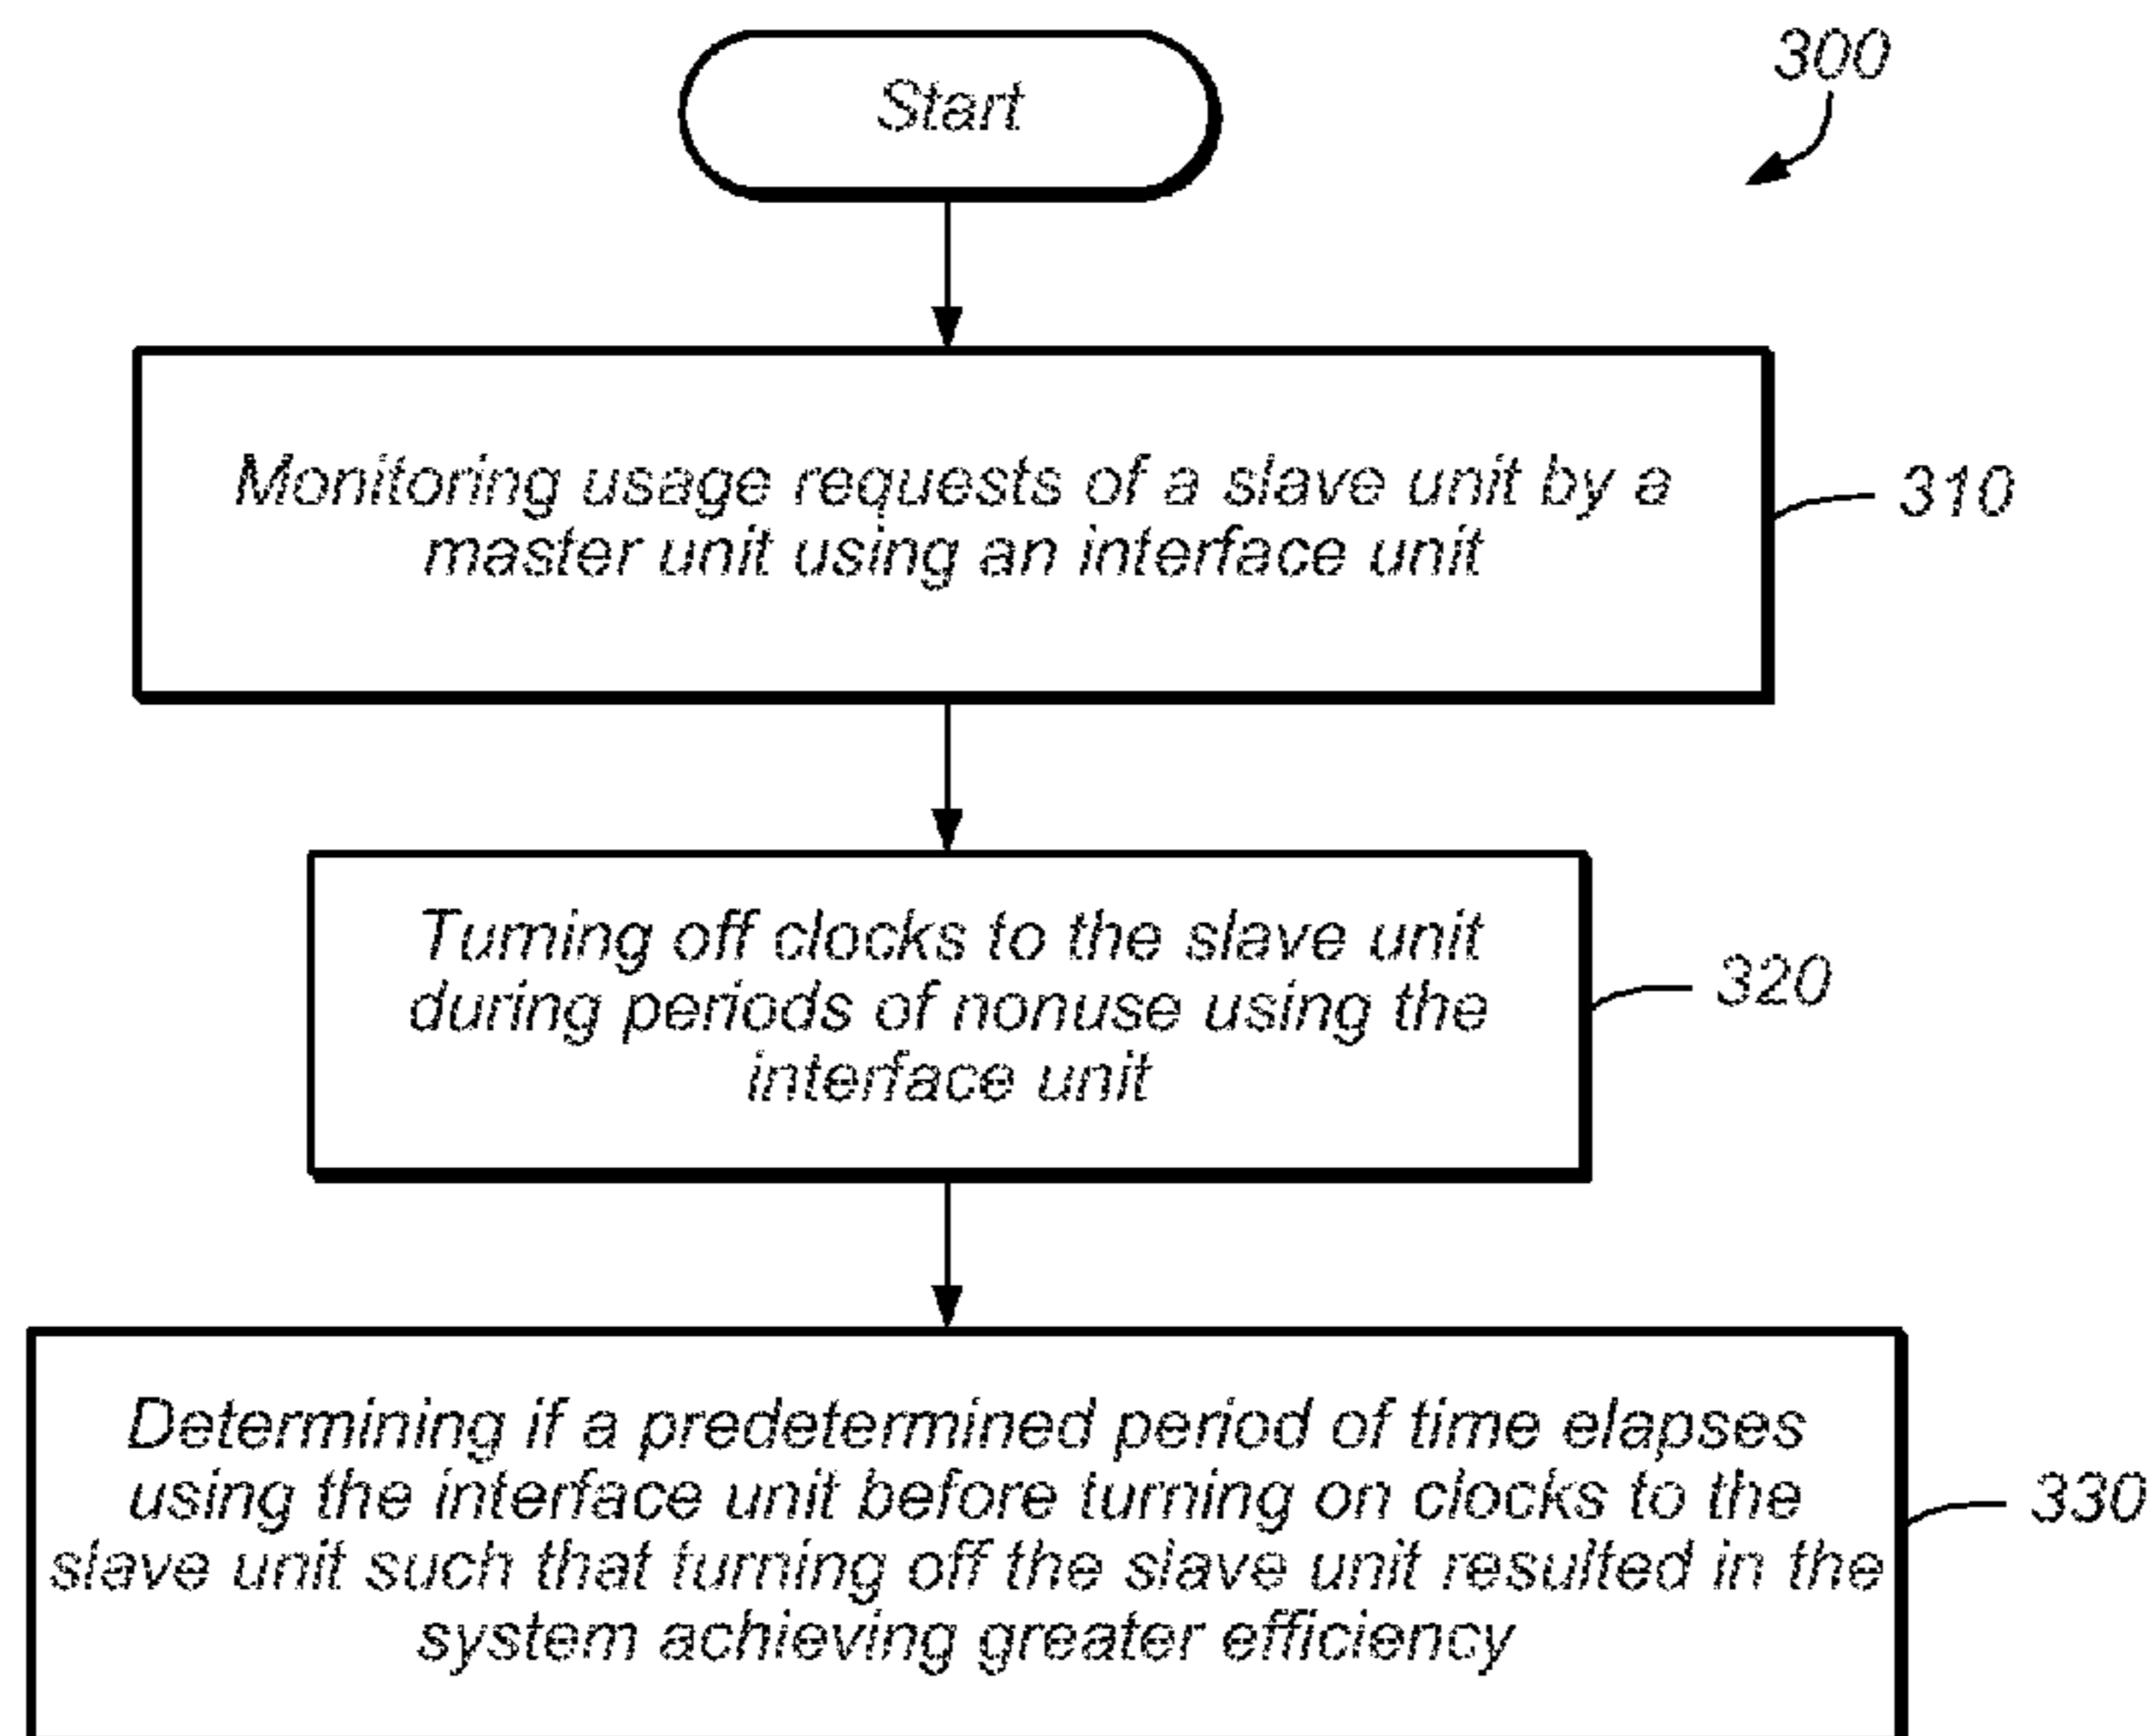 Start
300
Monitoring usage requests of a slave unit by a
master unit using an interface unit
310
Turning off clocks to the slave unit
during periods of nonuse using the
interface unit
320
Determining if a predetermined period of time elapses
using the interface unit before turning on clocks to the
slave unit such that turning off the slave unit resulted in the
system achieving greater efficiency
330